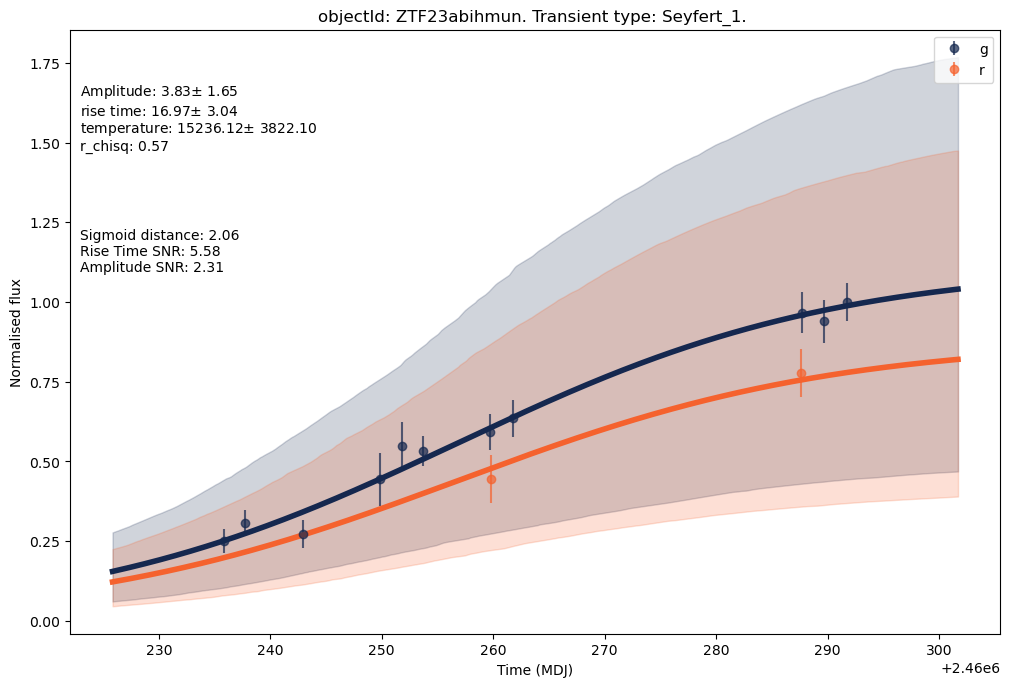 objectId: ZTF23abihmun. Transient type: Seyfert_1.
g
r
Amplitude: 3.83± 1.65
rise time: 16.97± 3.04
temperature: 15236.12± 3822.10
r_chisq: 0.57
Sigmoid distance: 2.06
Rise Time SNR: 5.58
Amplitude SNR: 2.31
Normalised flux
1.75
1.50
1.25
1.00
0.75
0.50
0.25
0.00
230 240 250 260 270 280 290 300
Time (MDJ)
+2.46e6